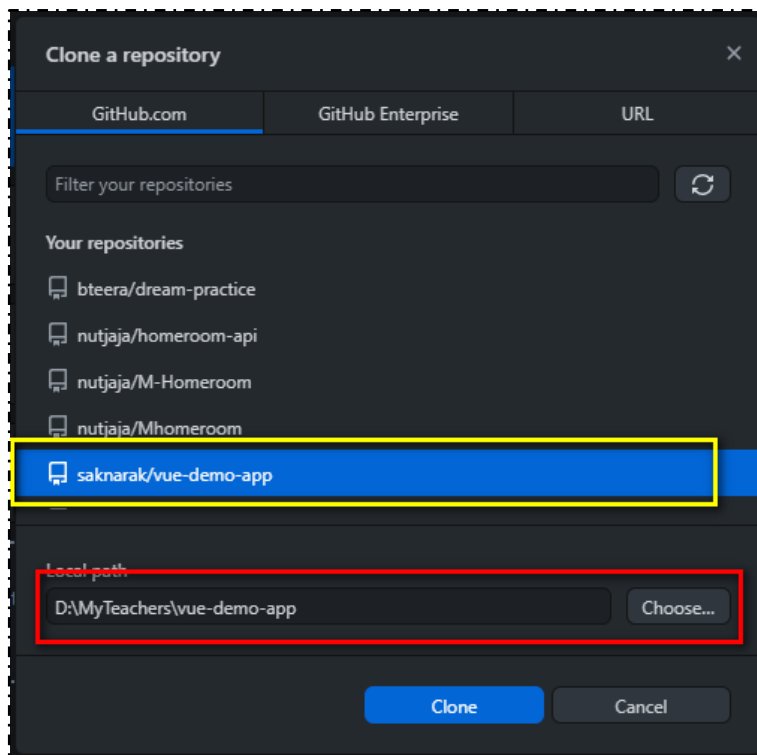 Clone a repository
GitHub.com GitHub Enterprise URL
Filter your repositories
Your repositories
bteera/dream-practice
nutjaja/homeroom-api
nutjaja/M-Homeroom
nutjaja/Mhomeroom
saknarak/vue-demo-app
Local path
D:\MyTeachers\vue-demo-app Choose...
Clone Cancel